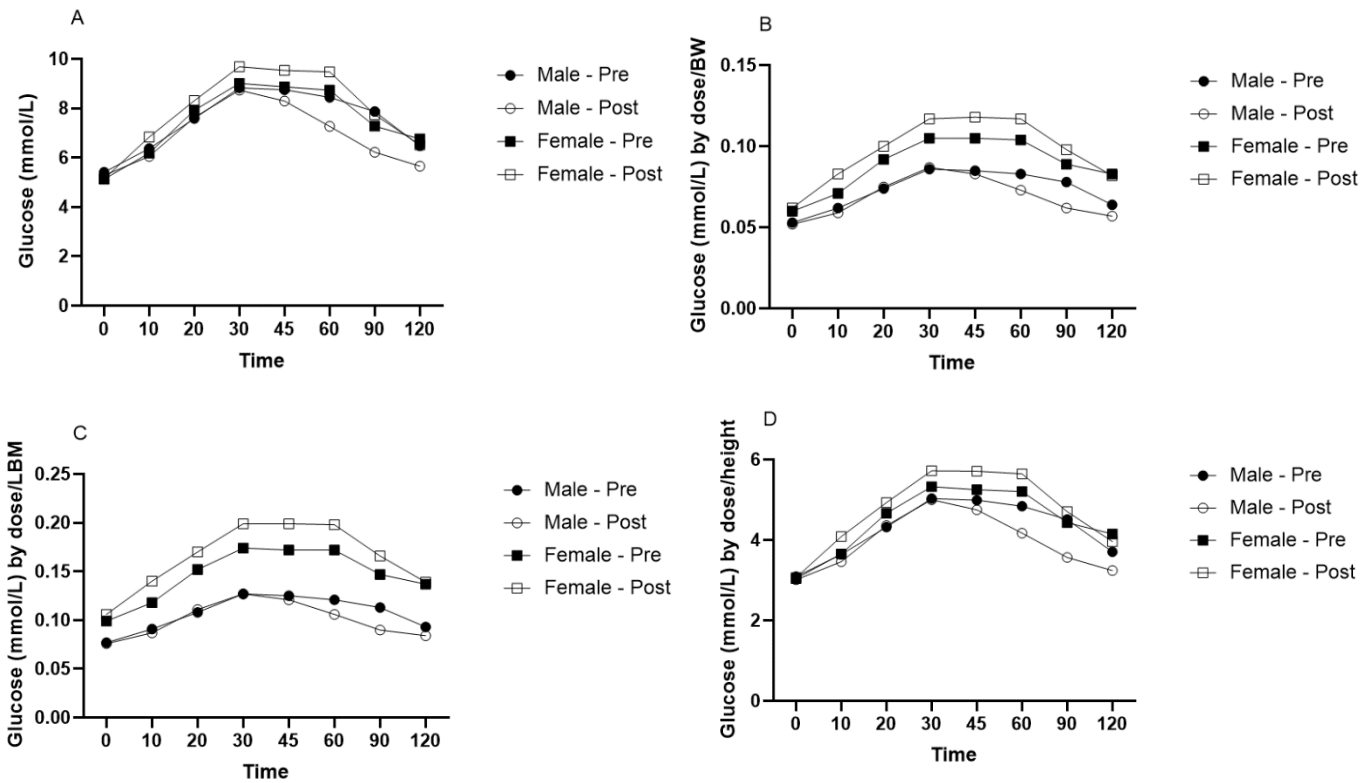 A
Glucose (mmol/L)
10
8
6
4
2
0
0 10 20 30 45 60 90 120
Time
Male - Pre
Male - Post
Female - Pre
Female - Post
B
Glucose (mmol/L) by dose/BW
0.15
0.10
0.05
0.00
0 10 20 30 45 60 90 120
Time
Male - Pre
Male - Post
Female - Pre
Female - Post
C
Glucose (mmol/L) by dose/LBM
0.25
0.20
0.15
0.10
0.05
0.00
0 10 20 30 45 60 90 120
Time
Male - Pre
Male - Post
Female - Pre
Female - Post
D
Glucose (mmol/L) by dose/height
6
4
2
0
0 10 20 30 45 60 90 120
Time
Male - Pre
Male - Post
Female - Pre
Female - Post